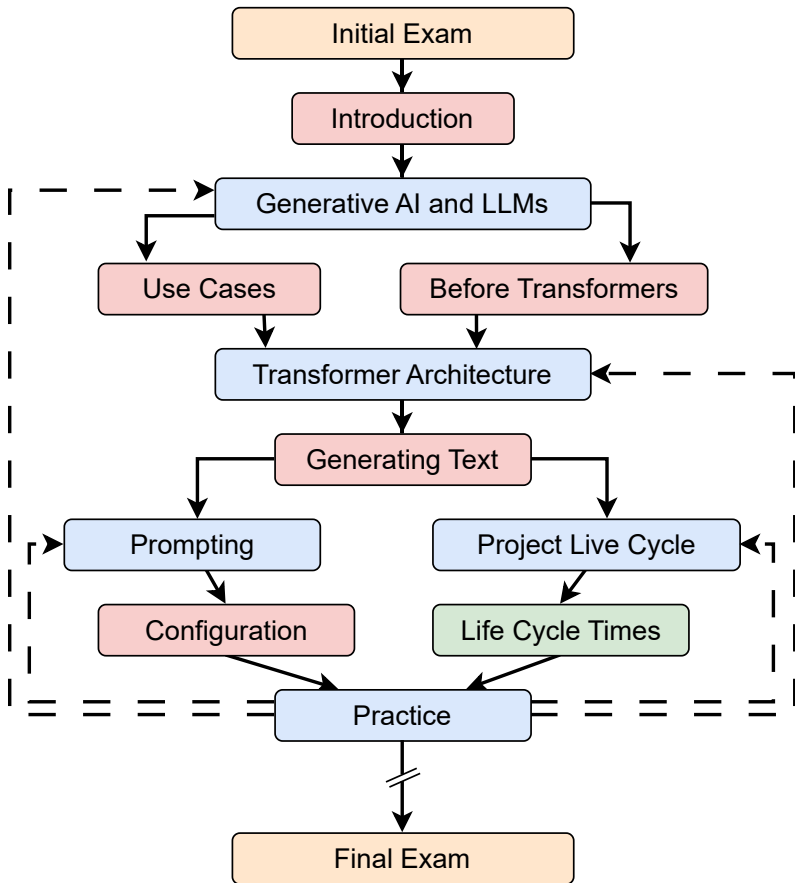 Initial Exam
Introduction
Generative AI and LLMs
Use Cases
Before Transformers
Transformer Architecture
Generating Text
Prompting
Project Live Cycle
Configuration
Life Cycle Times
Practice
Final Exam